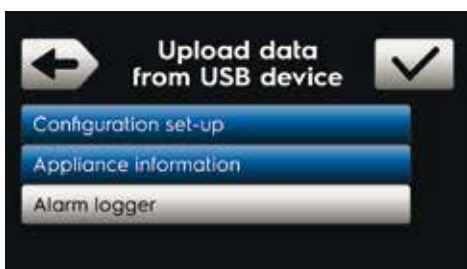 Upload data
from USB device
Configuration set-up
Appliance information
Alarm logger